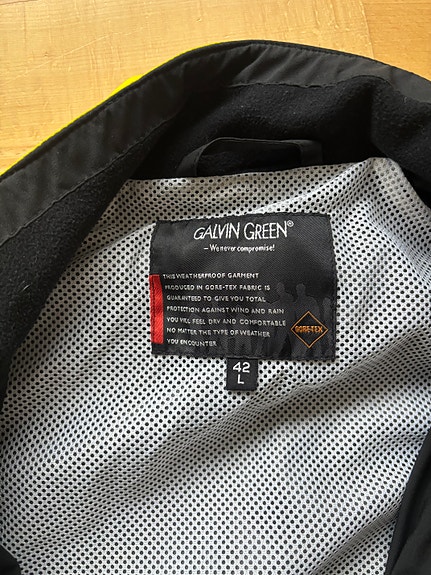 GALVIN GREEN®
– We never compromise!
THIS WEATHERPROOF GARMENT
PRODUCED IN GORE-TEX FABRIC IS
GUARANTEED TO GIVE YOU TOTAL
PROTECTION AGAINST WIND AND RAIN
YOU WILL FEEL DRY AND COMFORTABLE
NO MATTER THE TYPE OF WEATHER
YOU ENCOUNTER
GORE-TEX
42
L